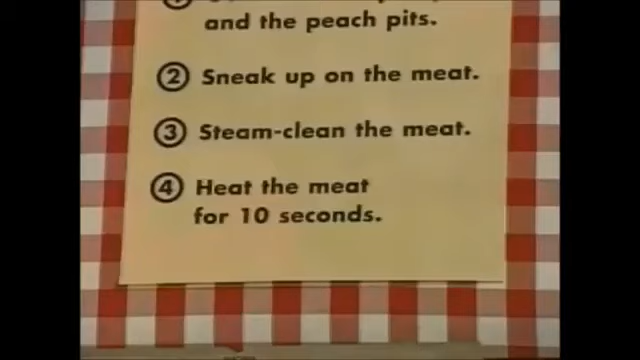 ①
and the peach pits.
② Sneak up on the meat.
③ Steam-clean the meat.
④ Heat the meat
for 10 seconds.